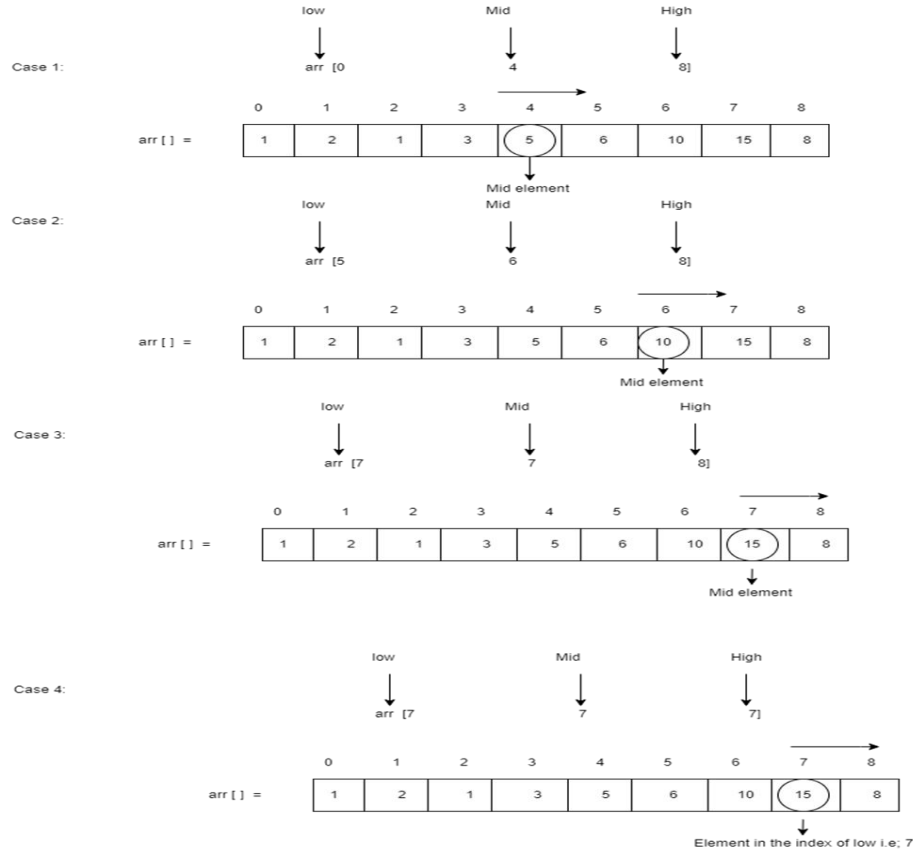 low Mid High
Case 1: arr [0 4 8]
0 1 2 3 4 5 6 7 8
arr [ ] = 1 2 1 3 5 6 10 15 8
Mid element
low Mid High
Case 2:
arr [5 6 8]
0 1 2 3 4 5 6 7 8
arr [ ] = 1 2 1 3 5 6 10 15 8
Mid element
low Mid High
Case 3:
arr [7 7 8]
0 1 2 3 4 5 6 7 8
arr [ ] = 1 2 1 3 5 6 10 15 8
Mid element
low Mid High
Case 4:
arr [7 7 7]
0 1 2 3 4 5 6 7 8
arr [ ] = 1 2 1 3 5 6 10 15 8
Element in the index of low i.e; 7